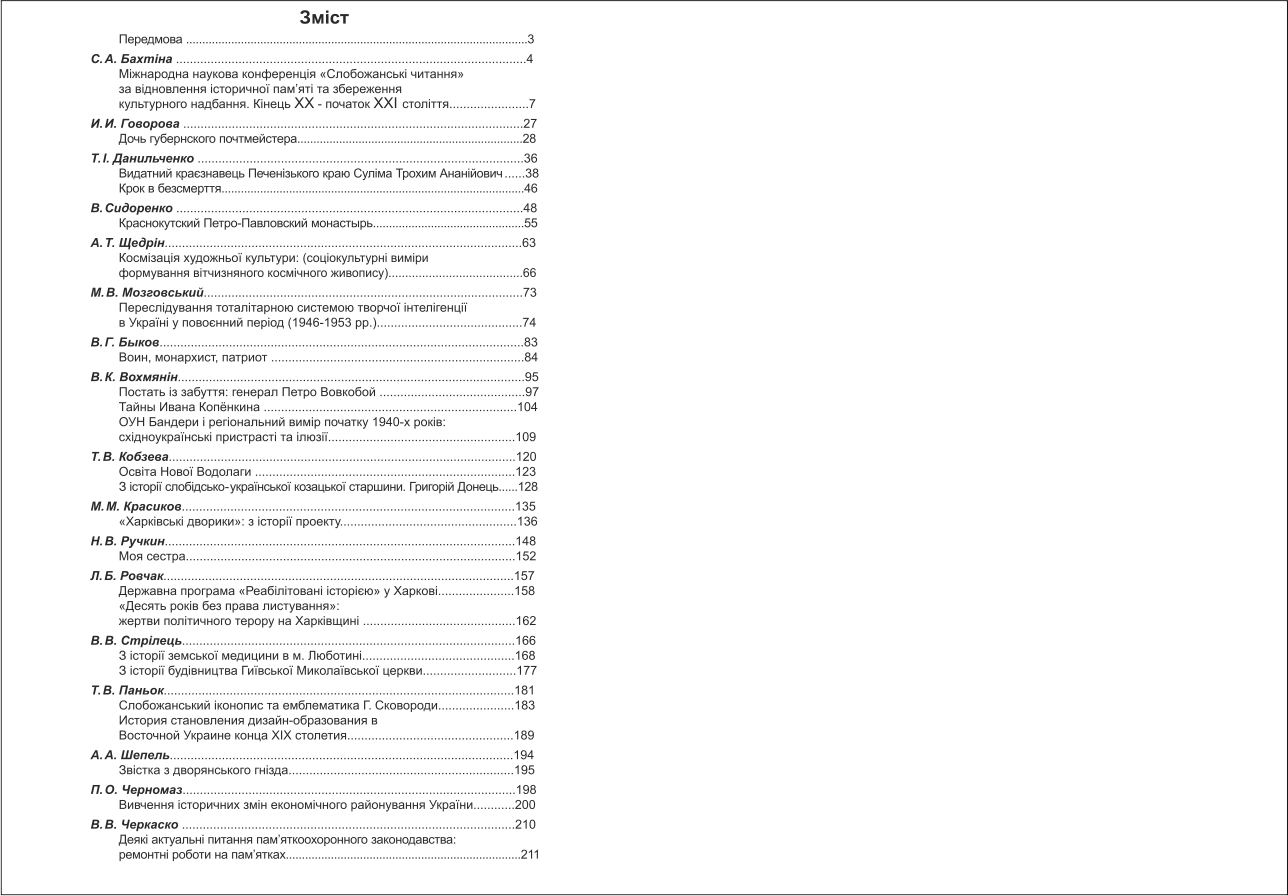 Зміст
Передмова ..........3
С. А. Бахтіна ..........4
Міжнародна наукова конференція «Слобожанські читання»
за відновлення історичної пам'яті та збереження
культурного надбання. Кінець XX - початок XXI століття..........7
И. И. Говорова ..........27
Дочь губернского почтмейстера..........28
Т. І. Данильченко ..........36
Видатний краєзнавець Печенізького краю Суліма Трохим Ананійович ......38
Крок в безсмерття..........46
В. Сидоренко ..........48
Краснокутский Петро-Павловский монастырь..........55
А. Т. Щедрін..........63
Космізація художньої культури: (соціокультурні виміри
формування вітчизняного космічного живопису)..........66
М. В. Мозговський..........73
Переслідування тоталітарною системою творчої інтелігенції
в Україні у повоєнний період (1946-1953 рр.)..........74
В. Г. Быков..........83
Воин, монархист, патриот ..........84
В. К. Вохмянін..........95
Постать із забуття: генерал Петро Вовкобой ..........97
Тайны Ивана Копёнкина ..........104
ОУН Бандери і регіональний вимір початку 1940-х років:
східноукраїнські пристрасті та ілюзії..........109
Т. В. Кобзева..........120
Освіта Нової Водолаги ..........123
З історії слобідсько-української козацької старшини. Григорій Донець......128
М. М. Красиков..........135
«Харківські дворики»: з історії проекту..........136
Н. В. Ручкин..........148
Моя сестра..........152
Л. Б. Ровчак..........157
Державна програма «Реабілітовані історією» у Харкові..........158
«Десять років без права листування»:
жертви політичного терору на Харківщині ..........162
В. В. Стрілець..........166
З історії земської медицини в м. Люботині..........168
З історії будівництва Гиївської Миколаївської церкви..........177
Т. В. Паньок..........181
Слобожанський іконопис та емблематика Г. Сковороди..........183
История становления дизайн-образования в
Восточной Украине конца XIX столетия..........189
А. А. Шепель..........194
Звістка з дворянського гнізда..........195
П. О. Черномаз..........198
Вивчення історичних змін економічного районування України..........200
В. В. Черкаско ..........210
Деякі актуальні питання пам'яткоохоронного законодавства:
ремонтні роботи на пам'ятках..........211